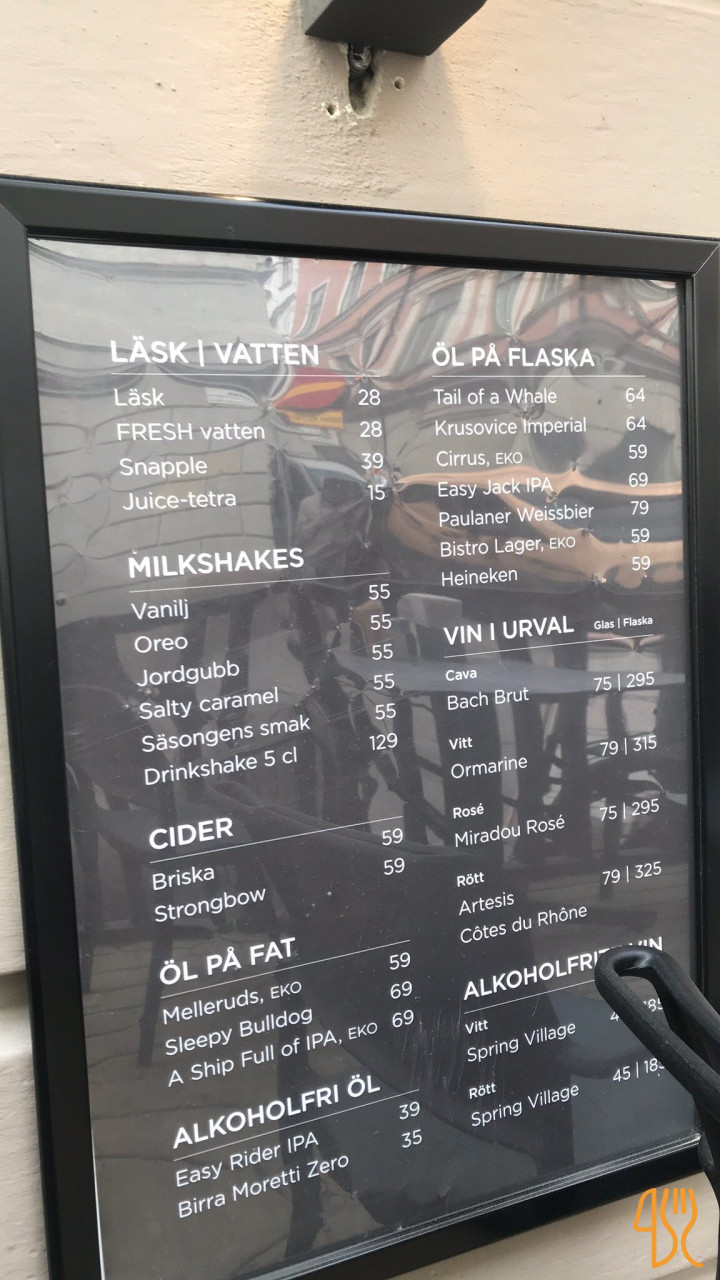 LÄSK | VATTEN
Läsk 28
FRESH vatten 28
Snapple 39
Juice-tetra 15
MILKSHAKES
Vanilj 55
Oreo 55
Jordgubb 55
Salty caramel 55
Säsongens smak 55
Drinkshake 5 cl 129
CIDER
Briska 59
Strongbow 59
ÖL PÅ FAT
Melleruds, EKO 59
Sleepy Bulldog 69
A Ship Full of IPA, EKO 69
ALKOHOLFRI ÖL
Easy Rider IPA 39
Birra Moretti Zero 35
ÖL PÅ FLASKA
Tail of a Whale 64
Krusovice Imperial 64
Cirrus, EKO 59
Easy Jack IPA 69
Paulaner Weissbier 79
Bistro Lager, EKO 59
Heineken 59
VIN I URVAL Glas | Flaska
Cava
Bach Brut 75 | 295
Vitt
Ormarine 79 | 315
Rosé
Miradou Rosé 75 | 295
Rött
Artesis 79 | 325
Côtes du Rhône
VIN
Vitt
Spring Village
Rött
Spring Village 45 |